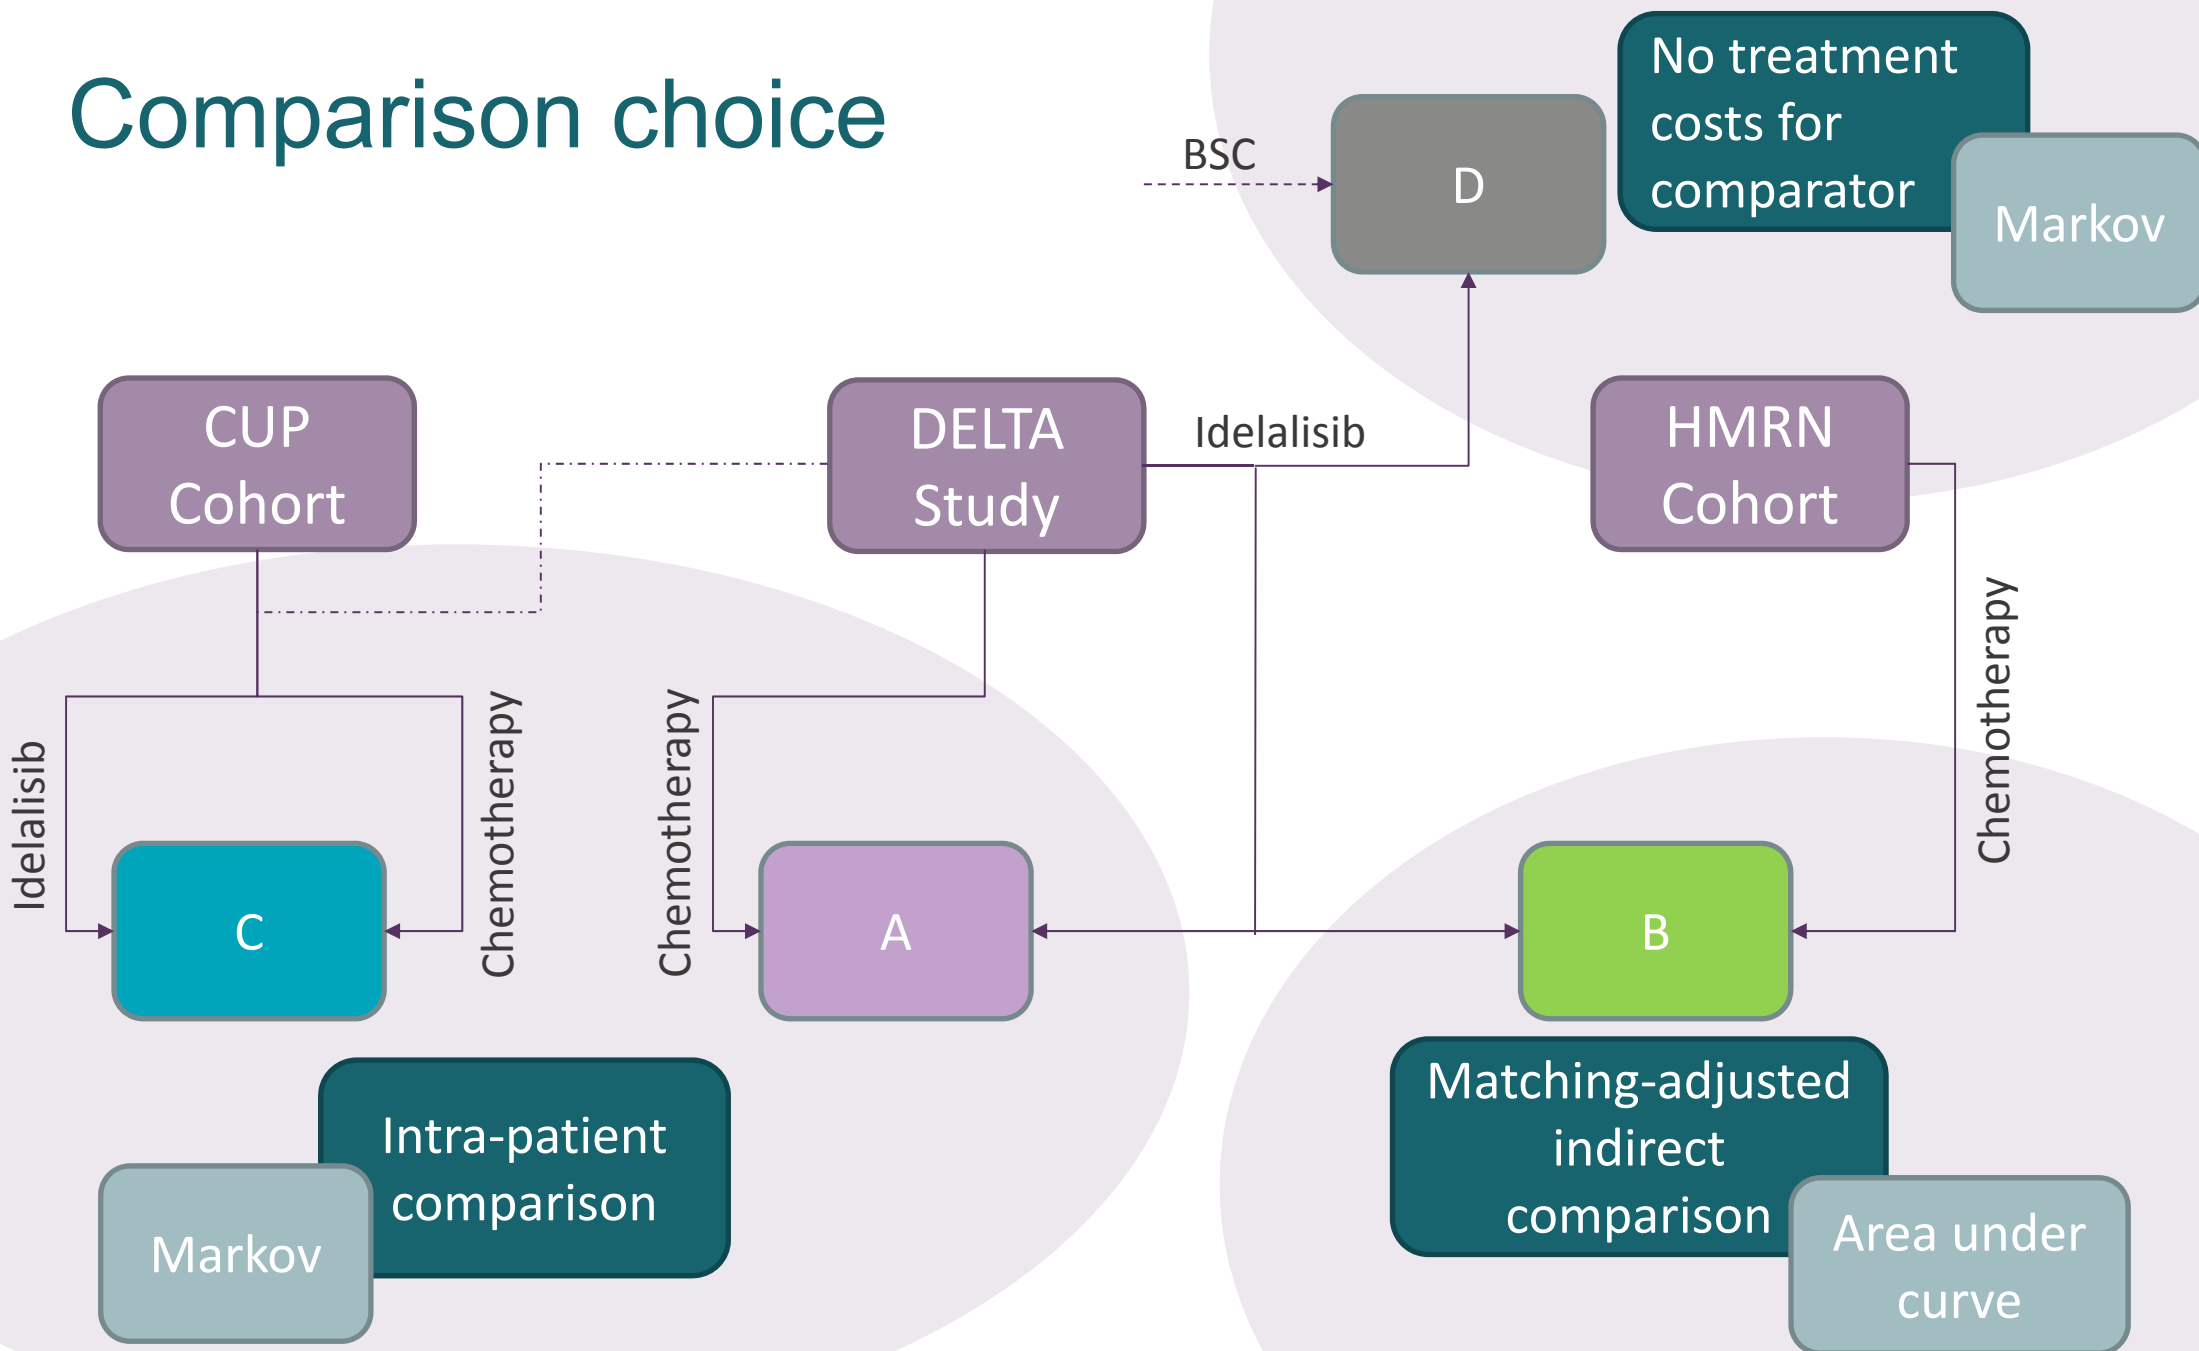 Comparison choice
No treatment
costs for
comparator
Markov
BSC
D
CUP
Cohort
DELTA
Study
Idelalisib
HMRN
Cohort
Idelalisib
Chemotherapy
Chemotherapy
Chemotherapy
C
A
B
Intra-patient
comparison
Markov
Matching-adjusted
indirect
comparison
Area under
curve